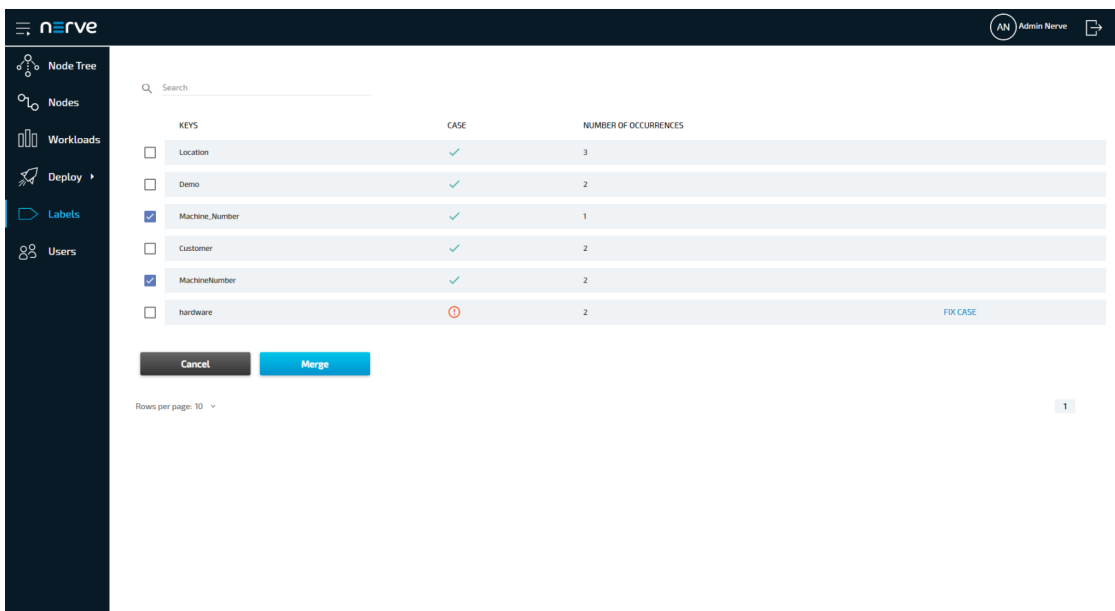 nerve
AN Admin Nerve
Node Tree
Nodes
Workloads
Deploy
Labels
Users
Search
KEYS CASE NUMBER OF OCCURRENCES
Location 3
Demo 2
Machine_Number 1
Customer 2
MachineNumber 2
hardware 2 FIX CASE
Cancel Merge
Rows per page: 10 1